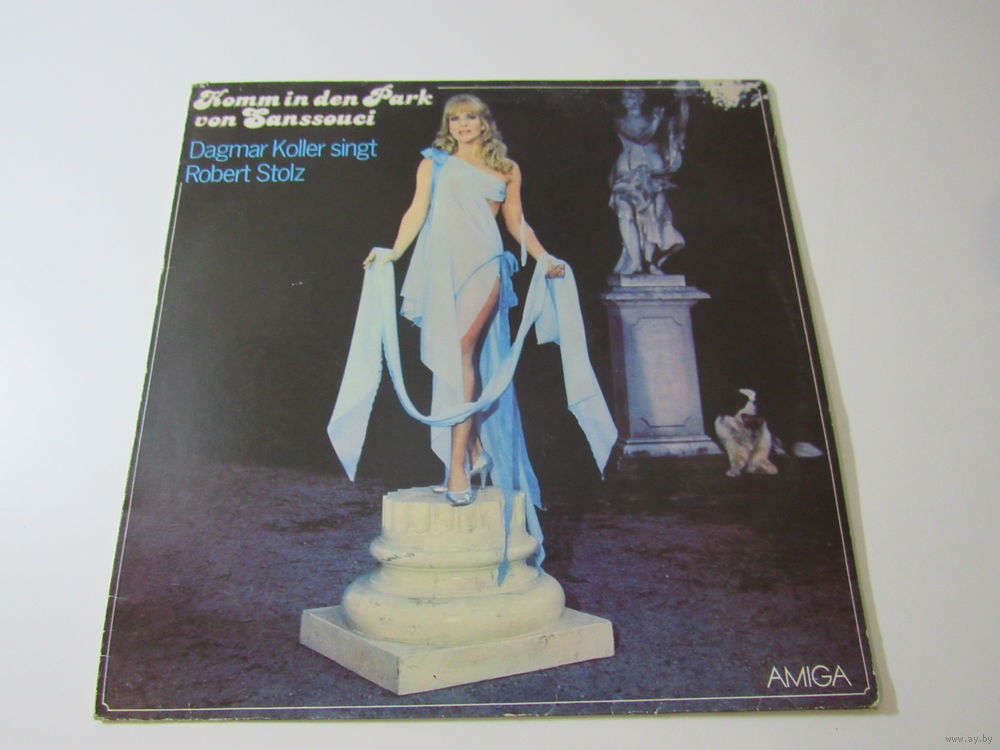 Komm in den Park
von Sanssouci
Dagmar Koller singt
Robert Stolz
AMIGA
www.ay.by